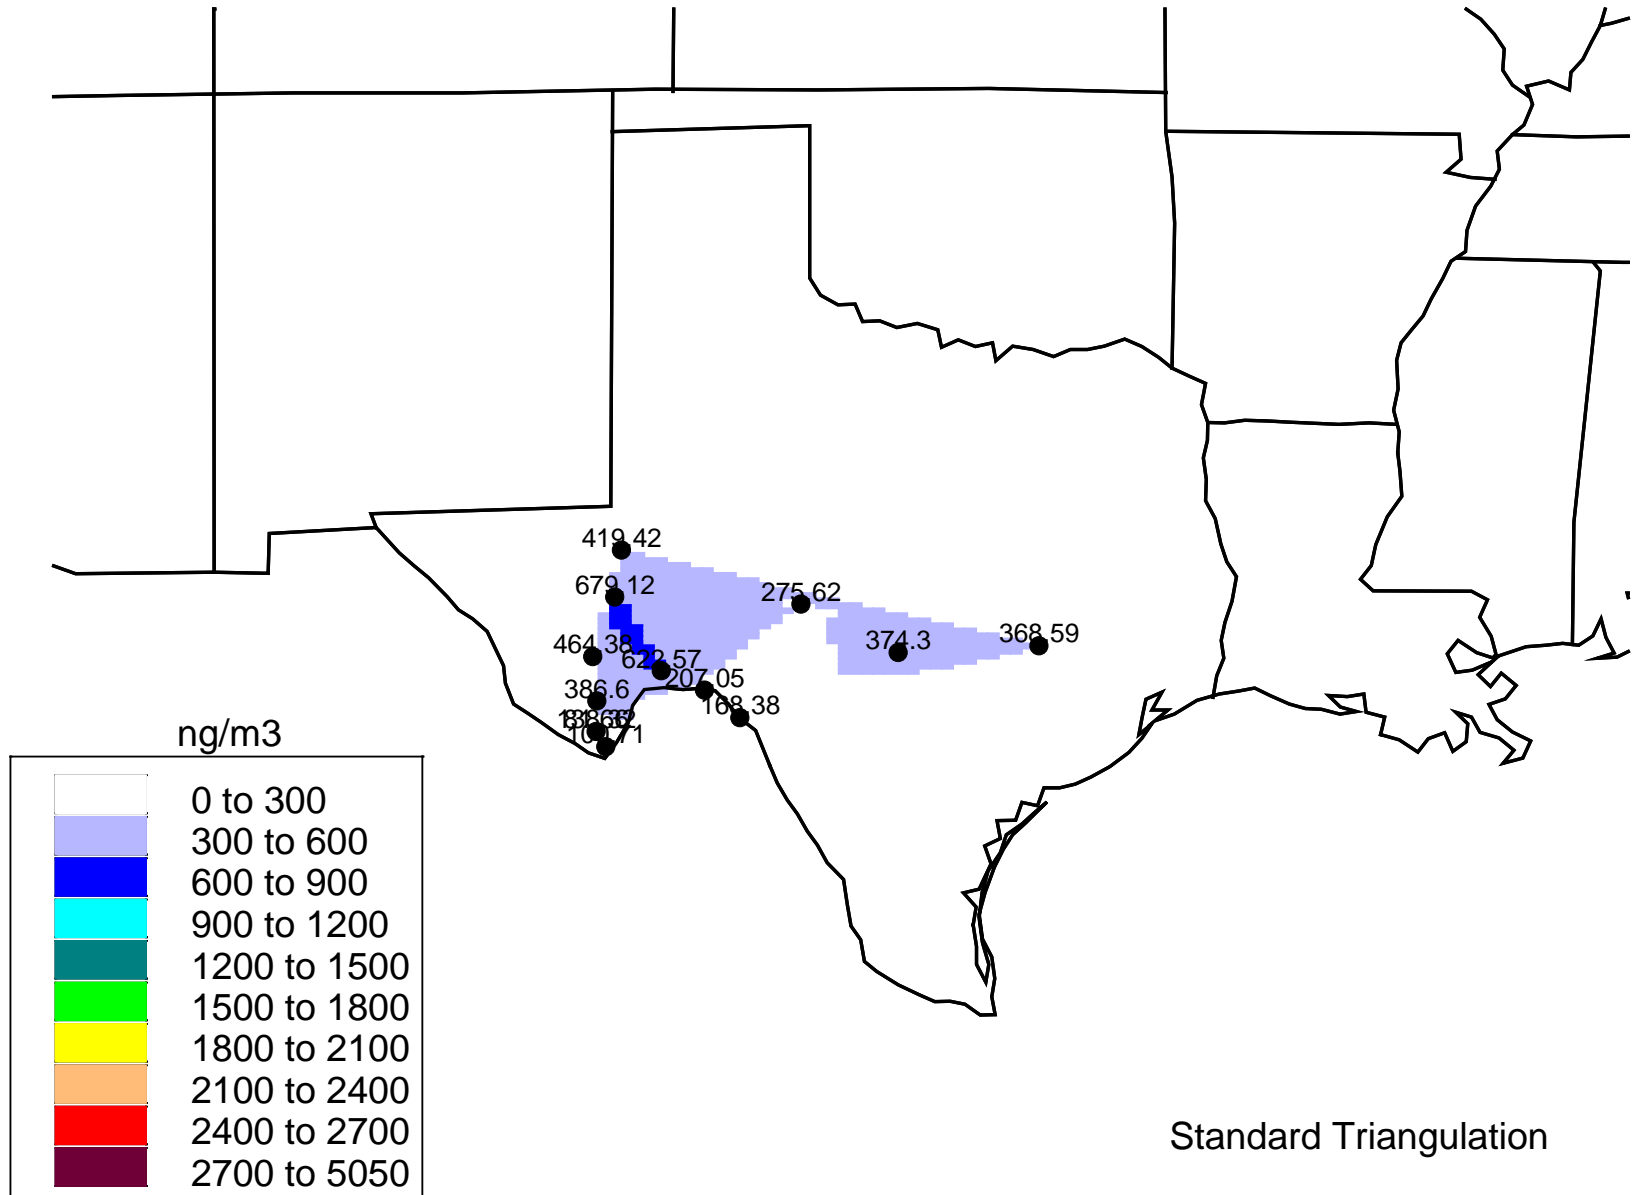 419.42
679.12
275.62
464.38
374.3
368.59
622.57
207.05
386.6
168.38
ng/m3
0 to 300
300 to 600
600 to 900
900 to 1200
1200 to 1500
1500 to 1800
1800 to 2100
2100 to 2400
2400 to 2700
2700 to 5050
Standard Triangulation